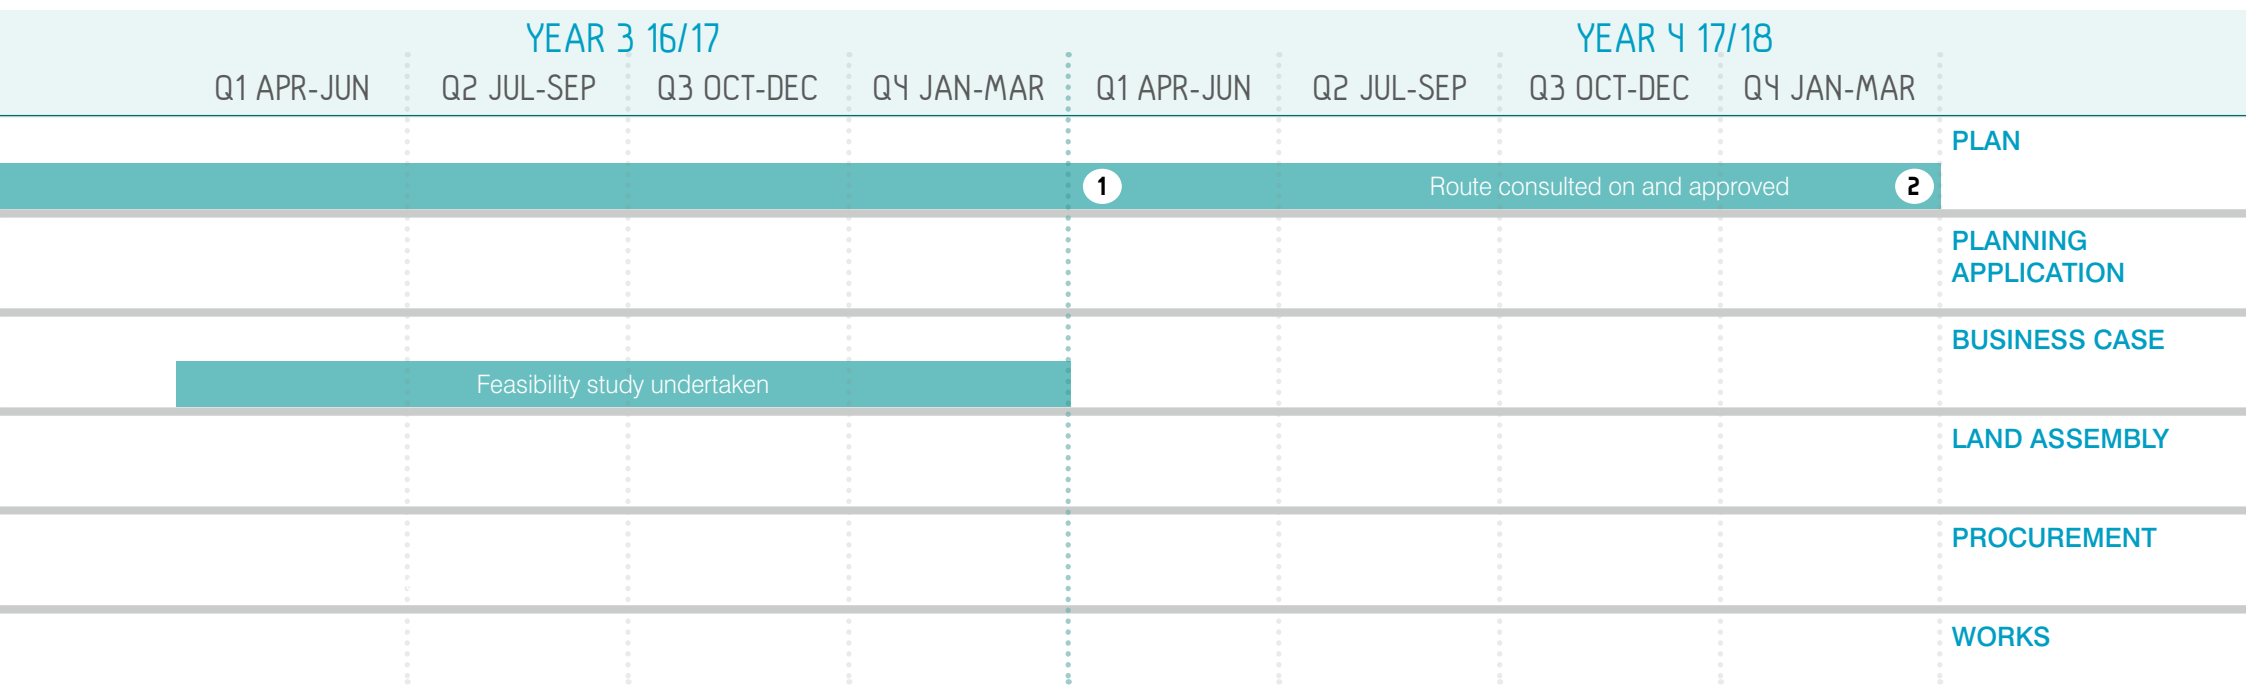 YEAR 3 16/17 YEAR 4 17/18
Q1 APR-JUN Q2 JUL-SEP Q3 OCT-DEC Q4 JAN-MAR Q1 APR-JUN Q2 JUL-SEP Q3 OCT-DEC Q4 JAN-MAR
PLAN
1 Route consulted on and approved 2
PLANNING
APPLICATION
BUSINESS CASE
Feasibility study undertaken
LAND ASSEMBLY
PROCUREMENT
WORKS